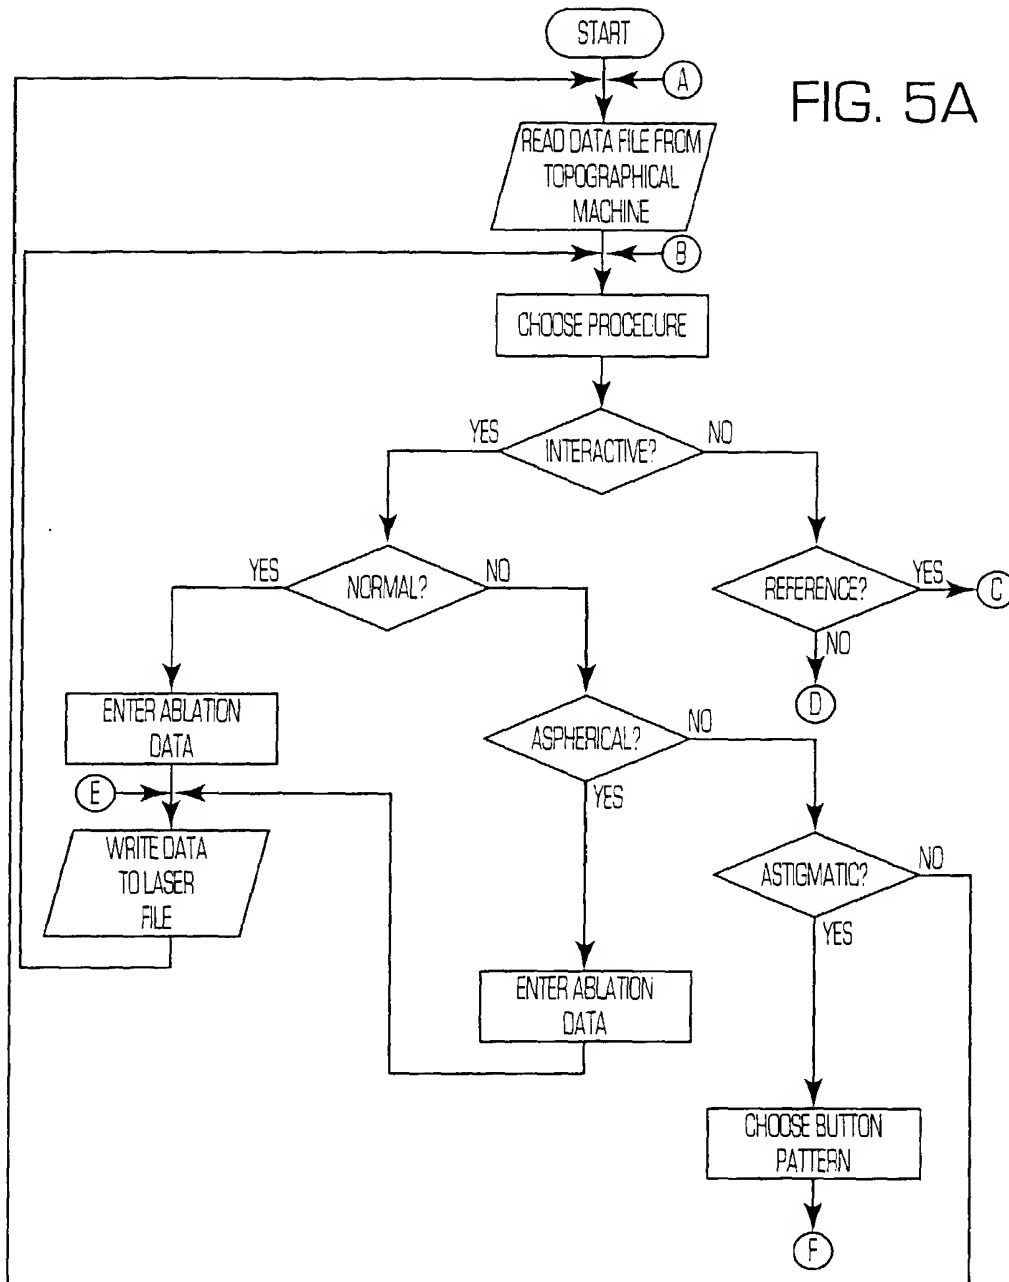 START
A
FIG. 5A
READ DATA FILE FROM
TOPOGRAPHICAL
MACHINE
B
CHOOSE PROCEDURE
YES
INTERACTIVE?
NO
YES
NORMAL?
NO
REFERENCE?
YES
C
NO
D
ENTER ABLATION
DATA
ASPHERICAL?
NO
YES
E
WRITE DATA
TO LASER
FILE
ASTIGMATIC?
NO
YES
ENTER ABLATION
DATA
CHOOSE BUTTON
PATTERN
F